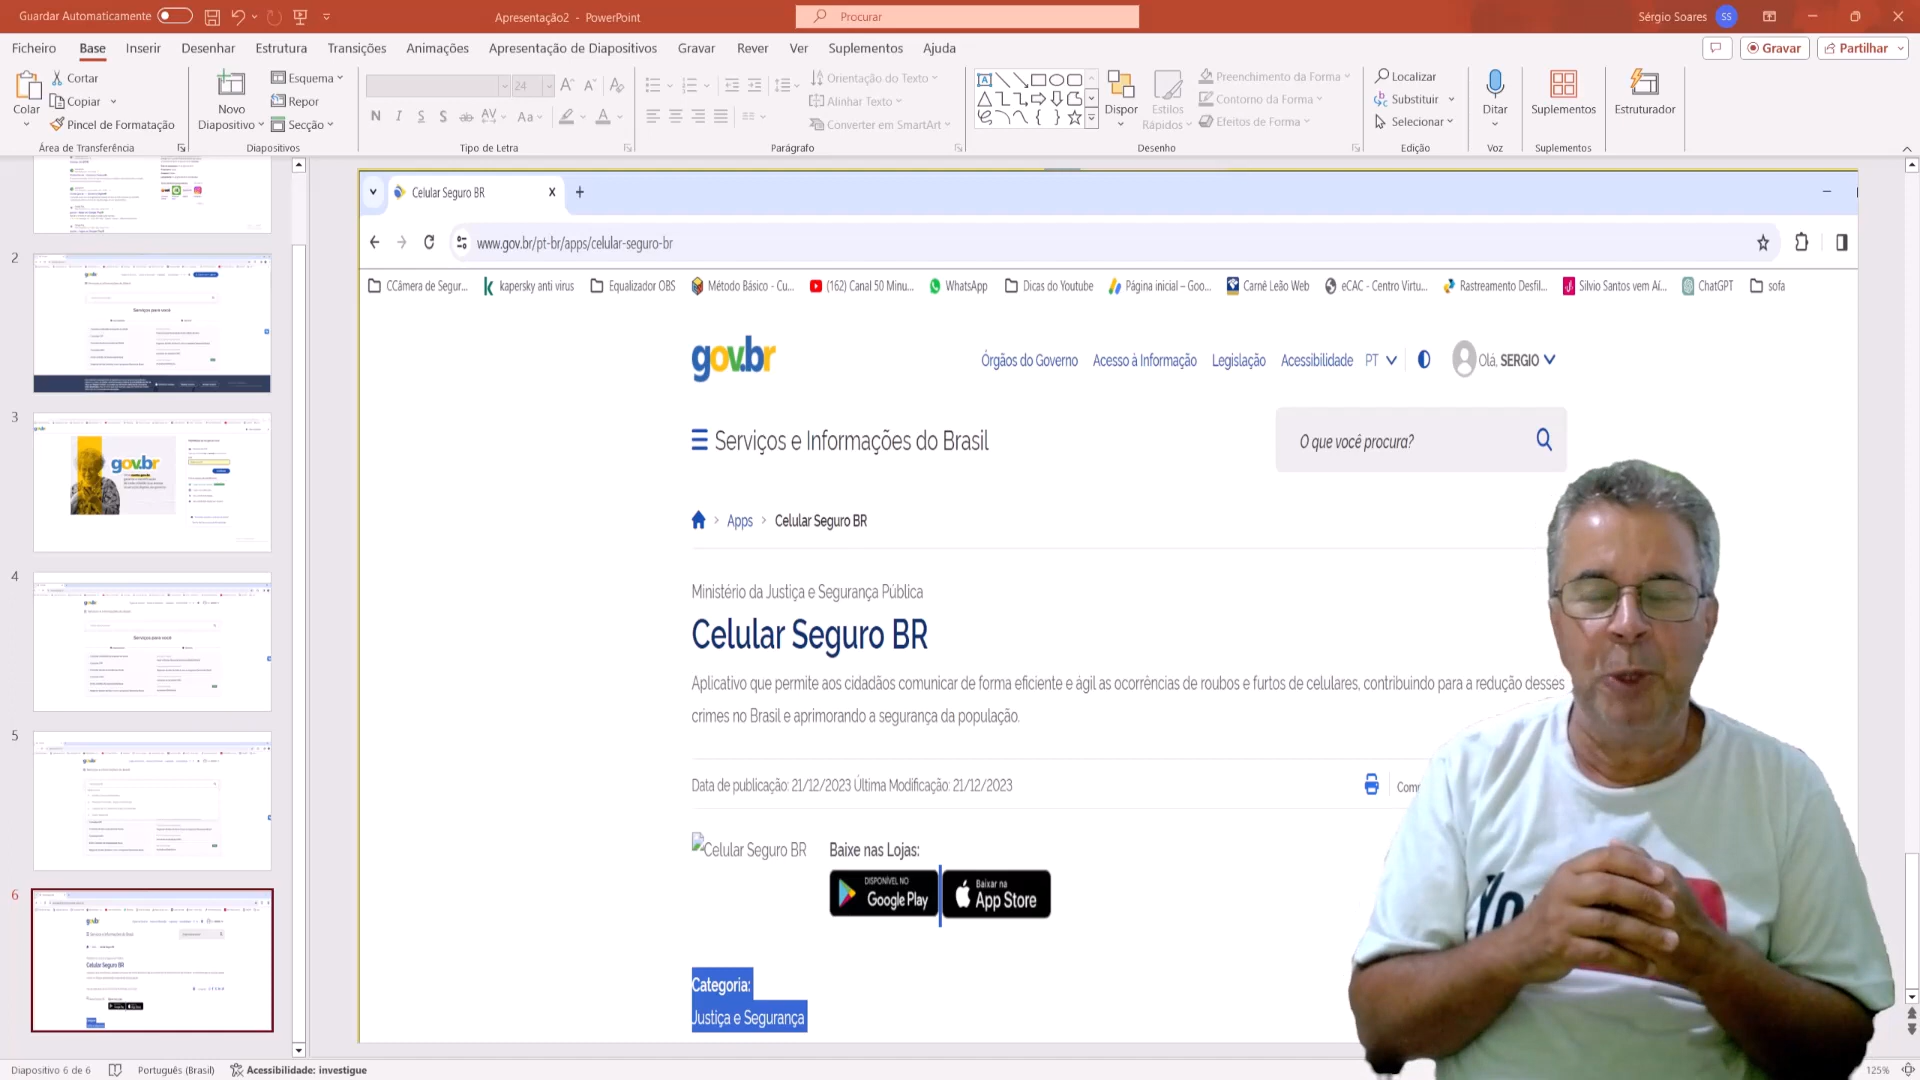 Guardar Automaticamente
Apresentação2 - PowerPoint
Procurar
Sérgio Soares
SS
Ficheiro Base Inserir Desenhar Estrutura Transições Animações Apresentação de Diapositivos Gravar Rever Ver Suplementos Ajuda
Gravar
Partilhar
Colar
Cortar
Copiar
Pincel de Formatação
Área de Transferência
Novo
Diapositivo
Esquema
Repor
Secção
Diapositivos
24
Tipo de Letra
Orientação do Texto
Alinhar Texto
Converter em SmartArt
Parágrafo
Dispor
Estilos
Rápidos
Preenchimento da Forma
Contorno da Forma
Efeitos de Forma
Desenho
Localizar
Substituir
Selecionar
Edição
Ditar
Voz
Suplementos
Suplementos
Estruturador
2
3
4
5
6
Celular Seguro BR
www.gov.br/pt-br/apps/celular-seguro-br
CCâmera de Segur... kapersky anti virus Equalizador OBS Método Básico - Cu... (162) Canal 50 Minu... WhatsApp Dicas do Youtube Página inicial – Goo... Carnê Leão Web eCAC - Centro Virtu... Rastreamento Desfil... Silvio Santos vem Aí... ChatGPT sofa
gov.br
Órgãos do Governo Acesso à Informação Legislação Acessibilidade PT
Olá, SERGIO
Serviços e Informações do Brasil
O que você procura?
Apps > Celular Seguro BR
Ministério da Justiça e Segurança Pública
Celular Seguro BR
Aplicativo que permite aos cidadãos comunicar de forma eficiente e ágil as ocorrências de roubos e furtos de celulares, contribuindo para a redução desses
crimes no Brasil e aprimorando a segurança da população.
Data de publicação: 21/12/2023 Última Modificação: 21/12/2023
Celular Seguro BR
Baixe nas Lojas:
DISPONÍVEL NO
Google Play
Baixar na
App Store
Categoria:
Justiça e Segurança
Diapositivo 6 de 6
Português (Brasil)
Acessibilidade: investigue
125%